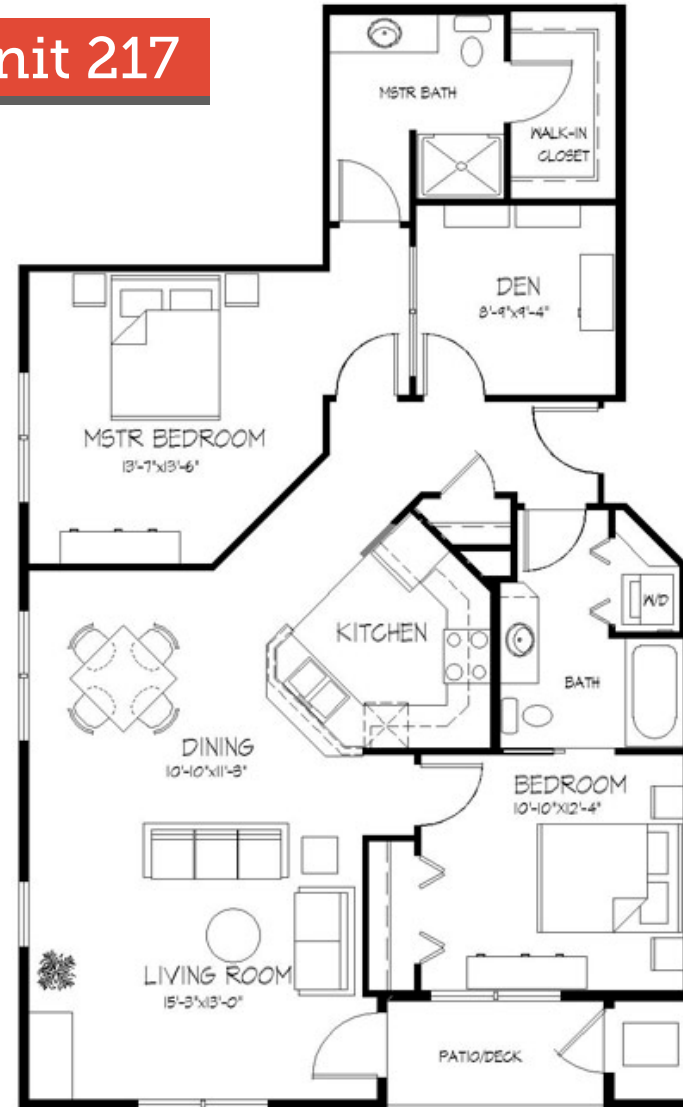 nit 217
MSTR BATH
WALK-IN
CLOSET
DEN
8'-9"x9'-4"
MSTR BEDROOM
13'-7"x13'-6"
KITCHEN
W/D
BATH
DINING
10'-10"x11'-3"
BEDROOM
10'-10"x12'-4"
LIVING ROOM
15'-3"x13'-0"
PATIO/DECK